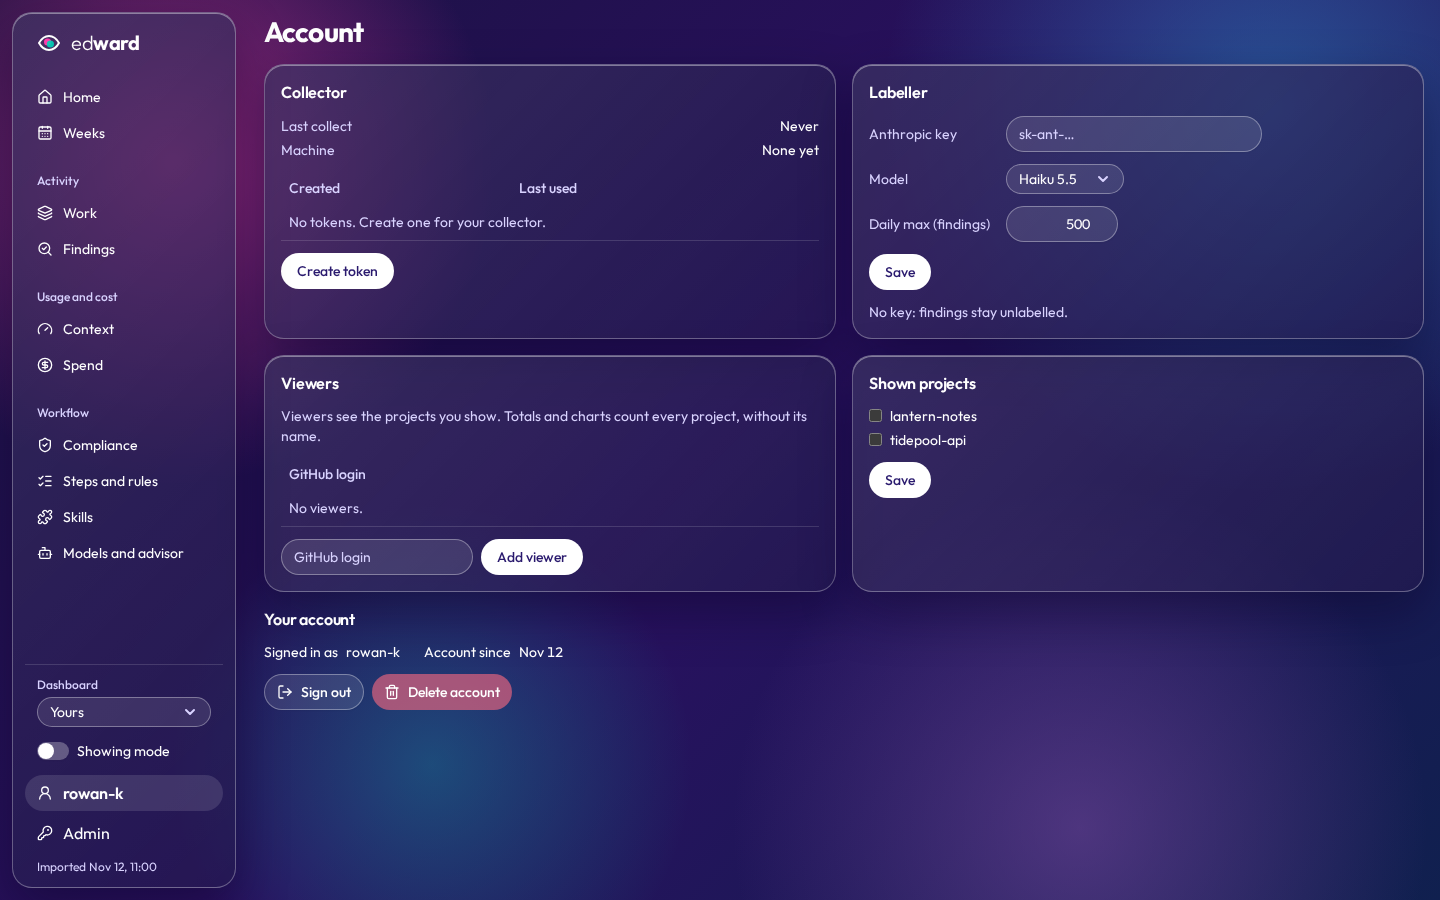 edward
Home
Weeks
Activity
Work
Findings
Usage and cost
Context
Spend
Workflow
Compliance
Steps and rules
Skills
Models and advisor
Dashboard
Yours
Showing mode
rowan-k
Admin
Imported Nov 12, 11:00
Account
Collector
Last collect Never
Machine None yet
Created Last used
No tokens. Create one for your collector.
Create token
Labeller
Anthropic key sk-ant-...
Model Haiku 5.5
Daily max (findings) 500
Save
No key: findings stay unlabelled.
Viewers
Viewers see the projects you show. Totals and charts count every project, without its
name.
GitHub login
No viewers.
GitHub login Add viewer
Shown projects
lantern-notes
tidepool-api
Save
Your account
Signed in as rowan-k Account since Nov 12
Sign out Delete account